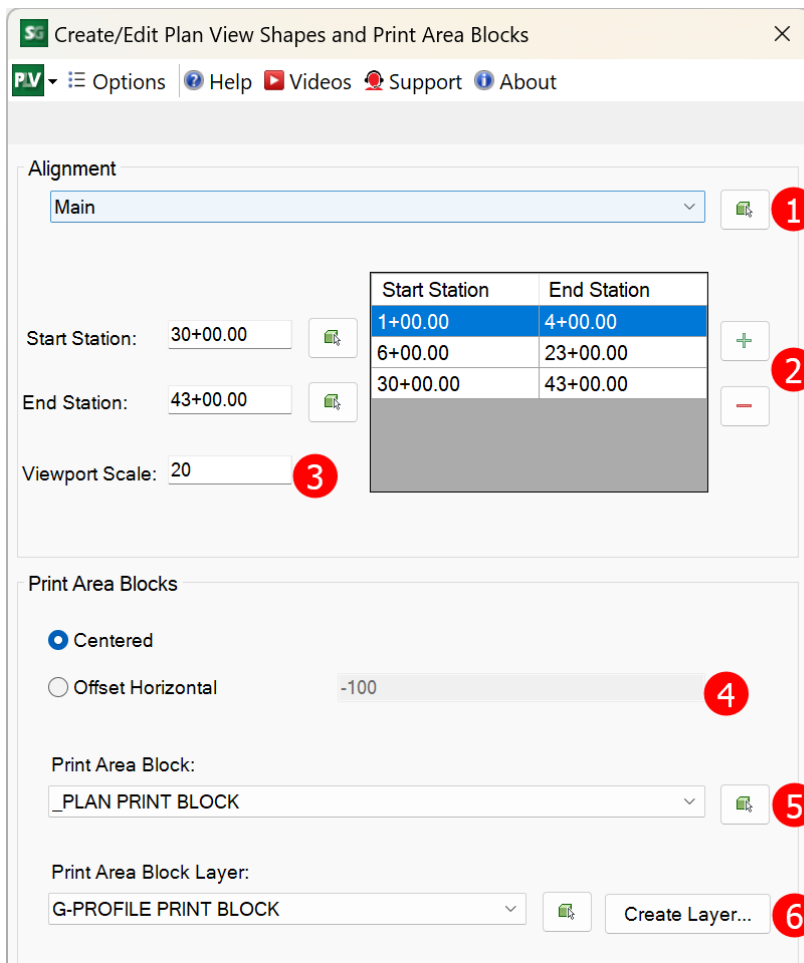 SG Create/Edit Plan View Shapes and Print Area Blocks
PLV Options Help Videos Support About
Alignment
Main
1
Start Station End Station
1+00.00 4+00.00
Start Station: 30+00.00
6+00.00 23+00.00
2
30+00.00 43+00.00
End Station: 43+00.00
Viewport Scale: 20
3
Print Area Blocks
Centered
Offset Horizontal -100
4
Print Area Block:
_PLAN PRINT BLOCK
5
Print Area Block Layer:
G-PROFILE PRINT BLOCK Create Layer...
6